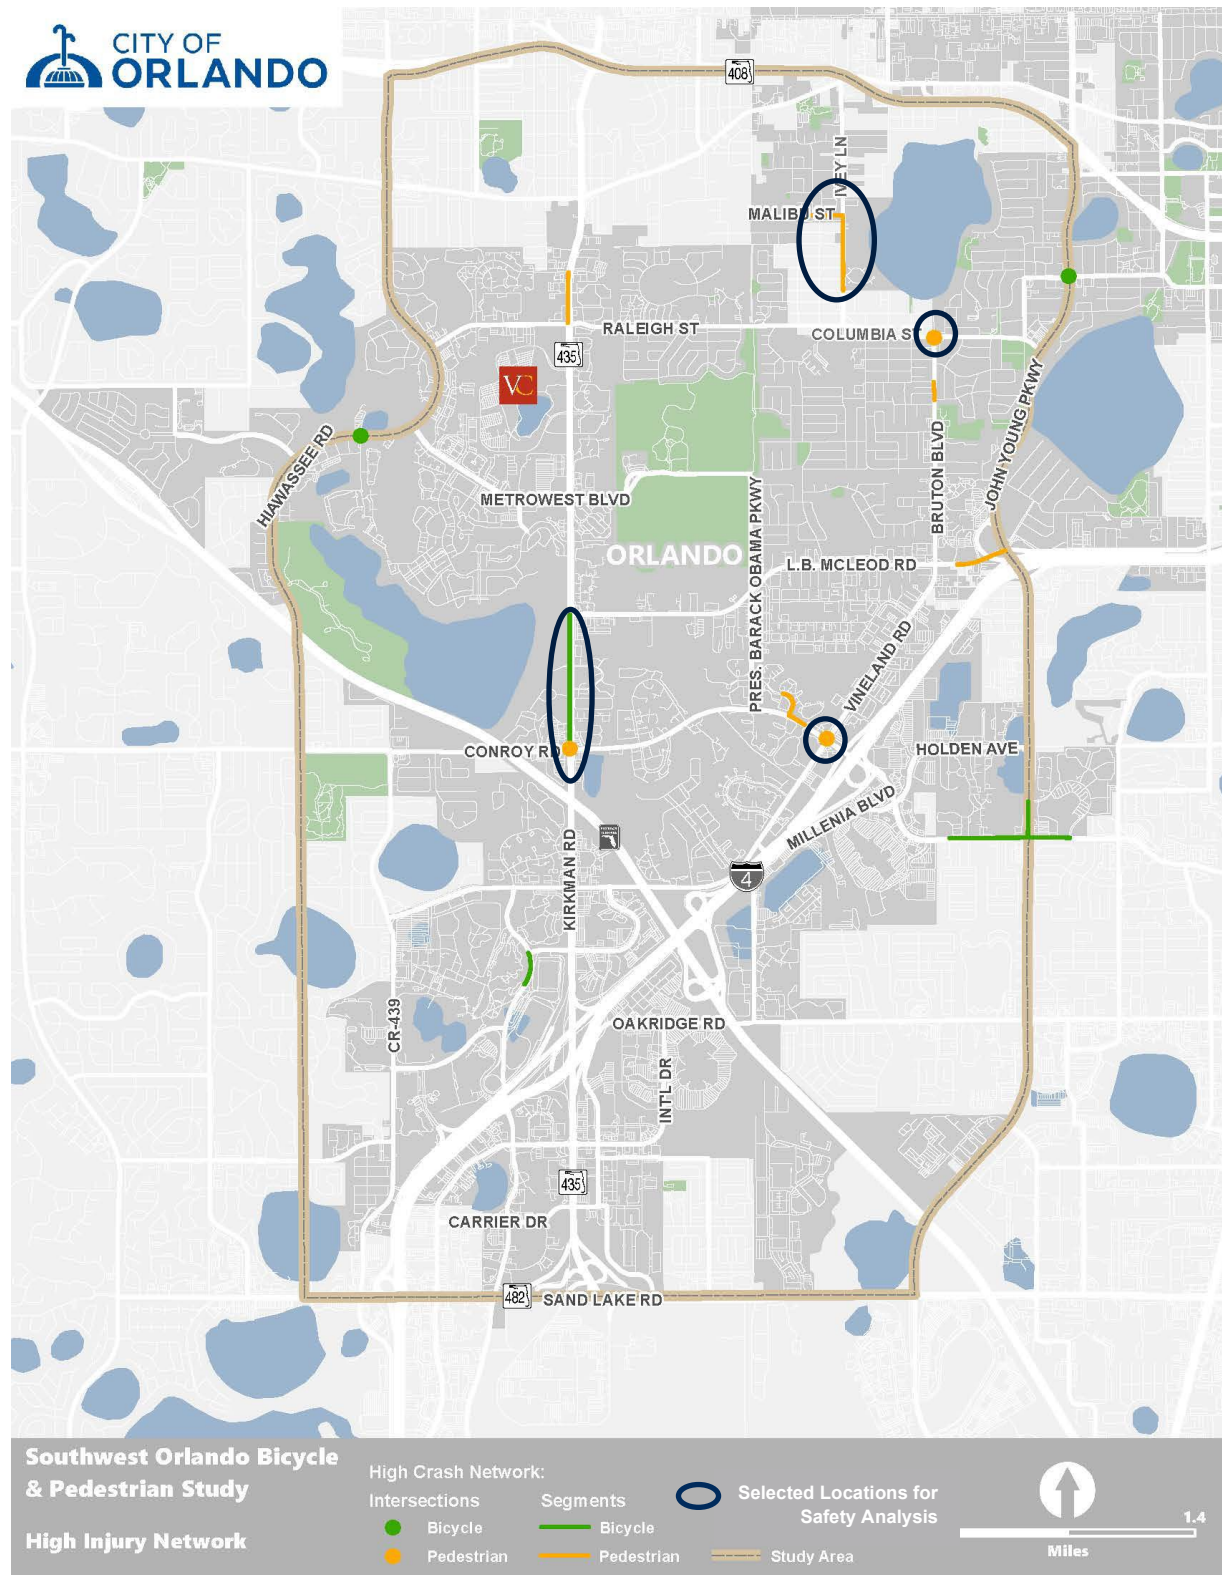 CITY OF
ORLANDO
408
IVEY LN
MALIBU ST
RALEIGH ST
COLUMBIA ST
435
VC
JOHN YOUNG PKWY
HIAWASSEE RD
BRUTON BLVD
METROWEST BLVD
PRES. BARACK OBAMA PKWY
ORLANDO
L.B. MCLEOD RD
VINELAND RD
CONROY RD
HOLDEN AVE
MILLENIA BLVD
KIRKMAN RD
4
CR-439
OAKRIDGE RD
INT'L DR
435
CARRIER DR
482
SAND LAKE RD
Southwest Orlando Bicycle
& Pedestrian Study
High Injury Network
High Crash Network:
Intersections
Segments
Bicycle
Bicycle
Pedestrian
Pedestrian
Selected Locations for
Safety Analysis
Study Area
1.4
Miles